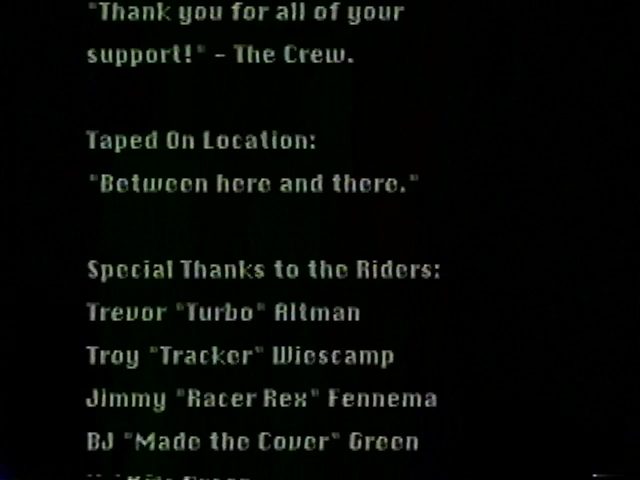 "Thank you for all of your
support!" - The Crew.
Taped On Location:
"Between here and there."
Special Thanks to the Riders:
Trevor "Turbo" Altman
Troy "Tracker" Wiescamp
Jimmy "Racer Rex" Fennema
BJ "Made the Cover" Green